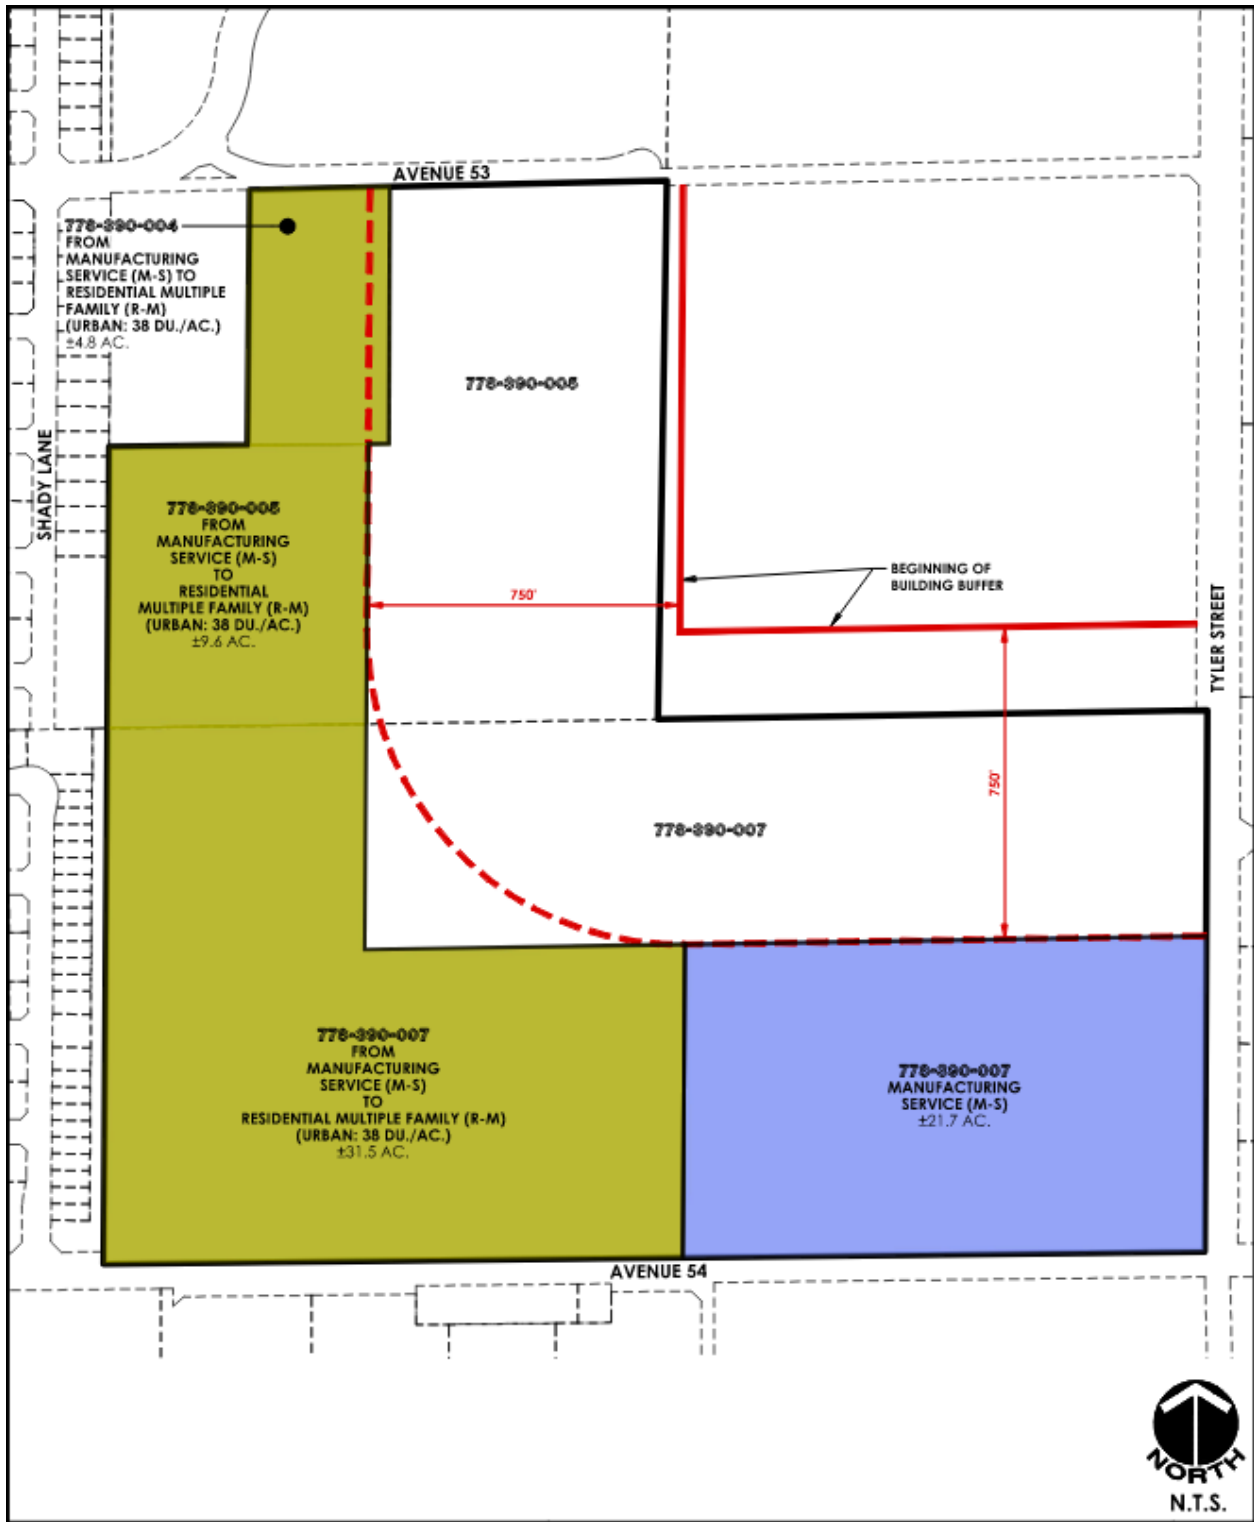 AVENUE 53
778-390-004
FROM
MANUFACTURING
SERVICE (M-S) TO
RESIDENTIAL MULTIPLE
FAMILY (R-M)
(URBAN: 38 DU./AC.)
±4.8 AC.
778-390-005
SHADY LANE
778-390-005
FROM
MANUFACTURING
SERVICE (M-S)
TO
RESIDENTIAL
MULTIPLE FAMILY (R-M)
(URBAN: 38 DU./AC.)
±9.6 AC.
750'
BEGINNING OF
BUILDING BUFFER
TYLER STREET
750'
778-390-007
778-390-007
FROM
MANUFACTURING
SERVICE (M-S)
TO
RESIDENTIAL MULTIPLE FAMILY (R-M)
(URBAN: 38 DU./AC.)
±31.5 AC.
778-390-007
MANUFACTURING
SERVICE (M-S)
±21.7 AC.
AVENUE 54
NORTH
N.T.S.